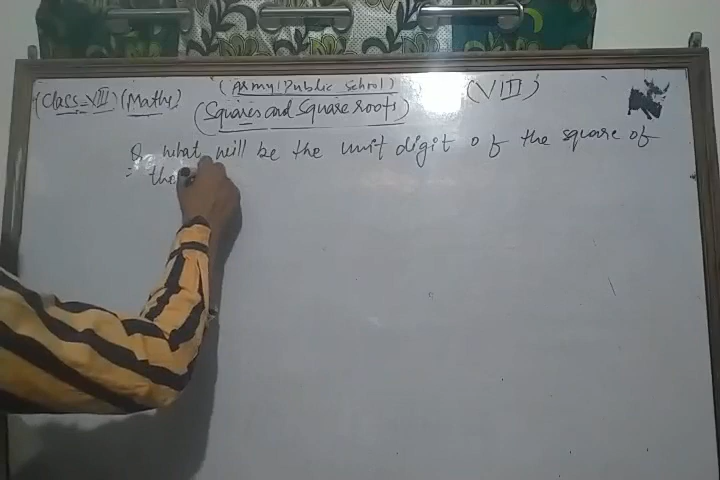 (Army Public School)
(Class-VIII) (Maths) (VIII)
(Squares and Square roots)
Q. what will be the unit digit of the square of
the